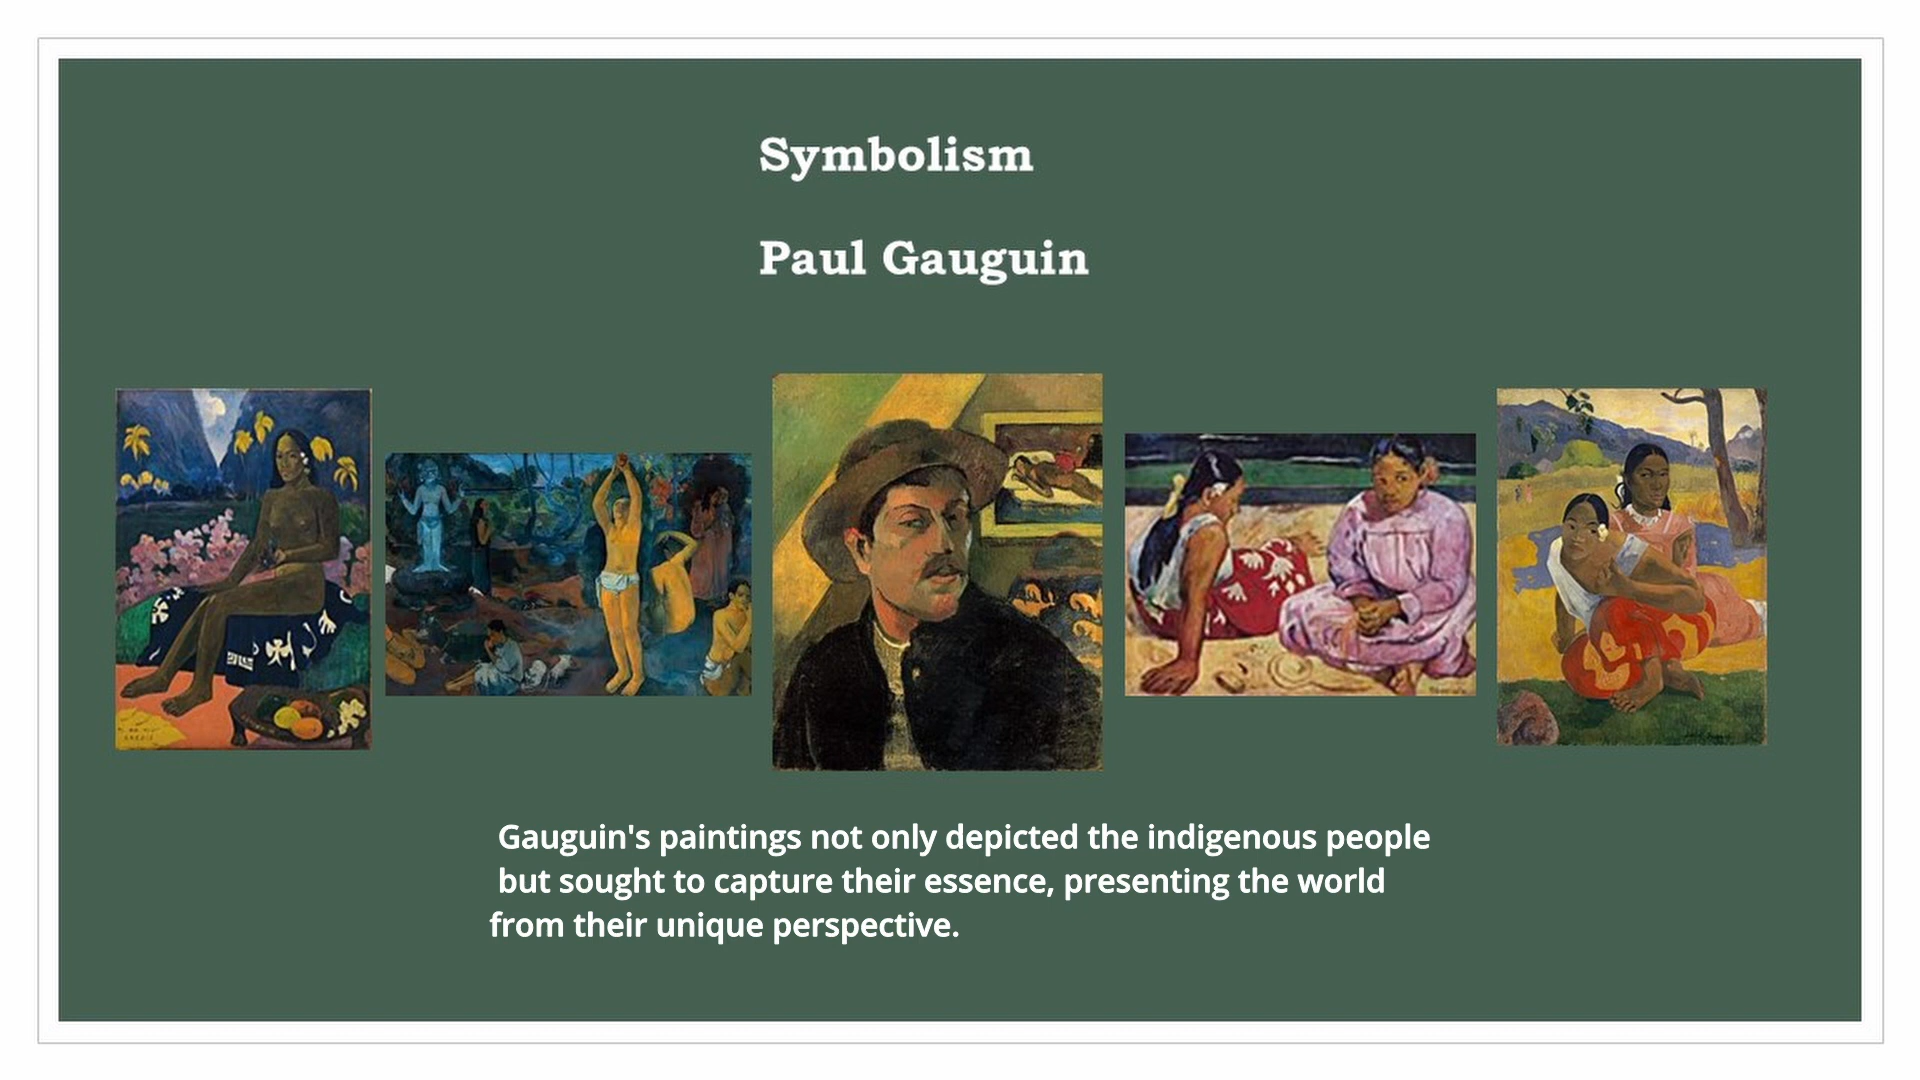 Symbolism
Paul Gauguin
Gauguin's paintings not only depicted the indigenous people
but sought to capture their essence, presenting the world
from their unique perspective.